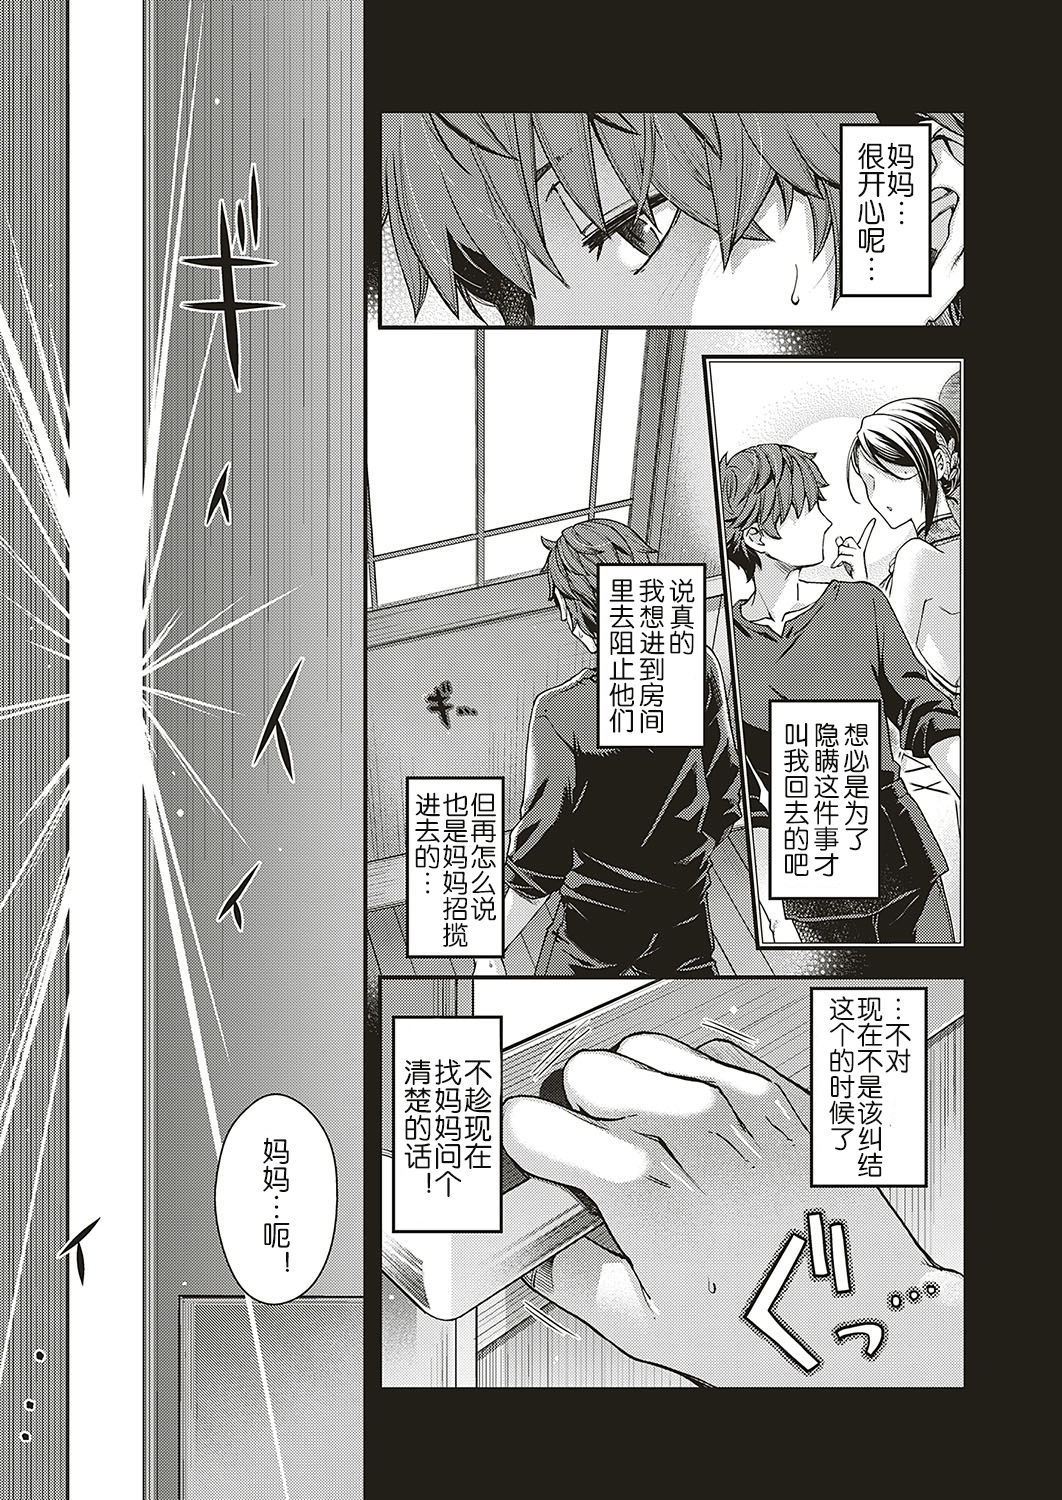 妈妈…
很开心呢…
想必是为了
隐瞒这件事才
叫我回去的吧
说真的
我想进到房间
里去阻止他们
ギ…
但再怎么说
也是妈妈招揽
进去的…
…不对
现在不是该纠结
这个的时候了
ぐっ…
不趁现在
找妈妈问个
清楚的话！
ギィィィィ…
妈妈…呃！